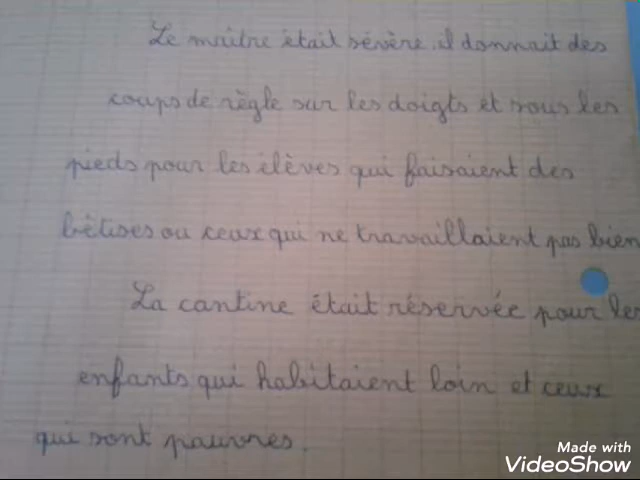 Le maître était sévère, il donnait des
coups de règle sur les doigts et sous les
pieds pour les élèves qui faisaient des
bêtises ou ceux qui ne travaillaient pas bien
La cantine était réservée pour les
enfants qui habitaient loin et ceux
qui sont pauvres.
Made with
VideoShow